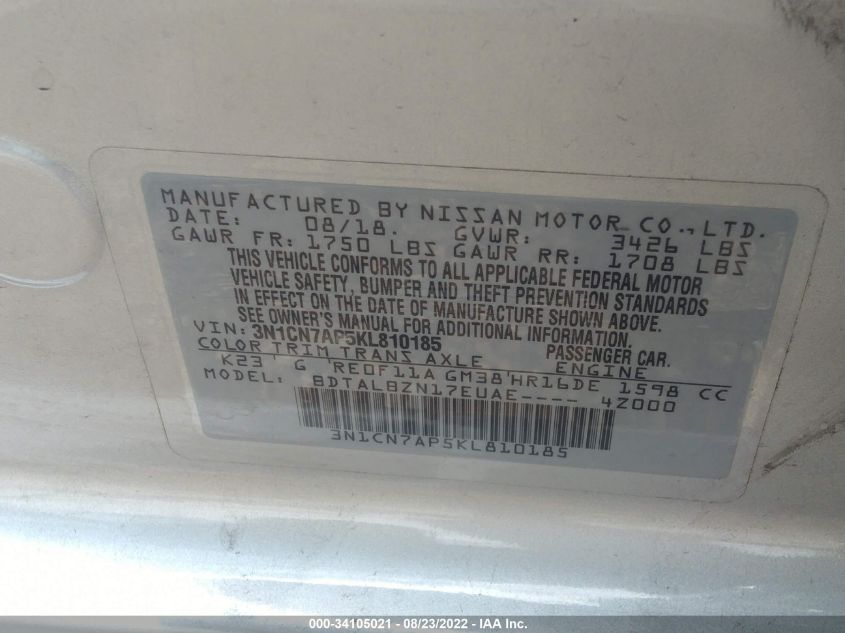 MANUFACTURED BY NISSAN MOTOR CO., LTD.
DATE: 08/18. GVWR: 3426 LBS
GAWR FR: 1750 LBS GAWR RR: 1708 LBS
THIS VEHICLE CONFORMS TO ALL APPLICABLE FEDERAL MOTOR
VEHICLE SAFETY, BUMPER AND THEFT PREVENTION STANDARDS
IN EFFECT ON THE DATE OF MANUFACTURE SHOWN ABOVE.
SEE OWNER'S MANUAL FOR ADDITIONAL INFORMATION.
VIN: 3N1CN7AP5KL810185 PASSENGER CAR.
COLOR TRIM TRANS AXLE ENGINE
K23 G RE0F11A GM38 HR16DE 1598 CC
MODEL: BDTALBZN17EUAE---- 4Z000
3N1CN7AP5KL810185
000-34105021 - 08/23/2022 - IAA Inc.